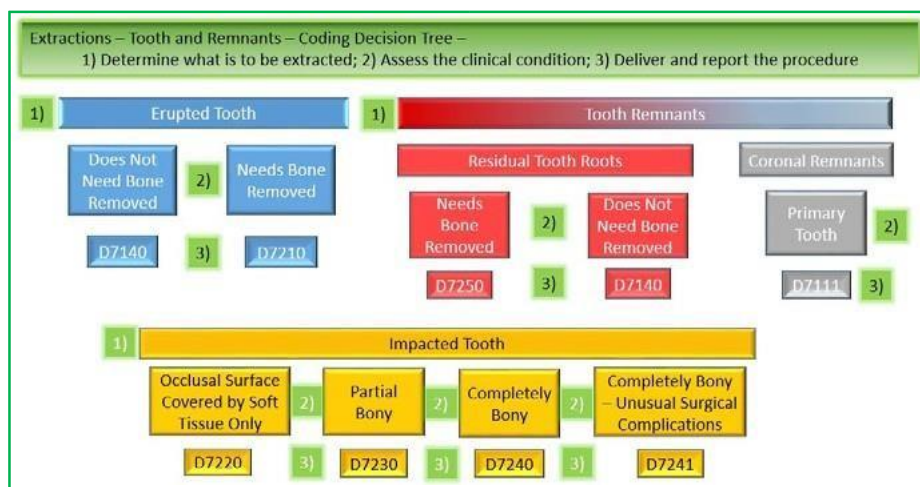 Extractions – Tooth and Remnants – Coding Decision Tree –
1) Determine what is to be extracted; 2) Assess the clinical condition; 3) Deliver and report the procedure
1)
Erupted Tooth
Does Not
Need Bone
Removed
2)
Needs Bone
Removed
D7140
3)
D7210
1)
Tooth Remnants
Residual Tooth Roots
Needs
Bone
Removed
2)
Does Not
Need Bone
Removed
D7250
3)
D7140
Coronal Remnants
Primary
Tooth
2)
D7111
3)
1)
Impacted Tooth
Occlusal Surface
Covered by Soft
Tissue Only
2)
Partial
Bony
2)
Completely
Bony
2)
Completely Bony
– Unusual Surgical
Complications
D7220
3)
D7230
3)
D7240
3)
D7241